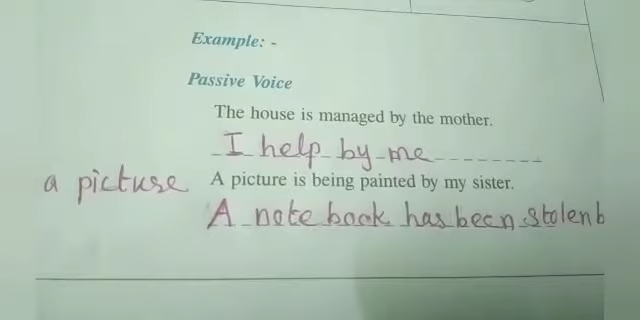 Example: -
Passive Voice
The house is managed by the mother.
I help by me
a picture A picture is being painted by my sister.
A note book has been stolen b